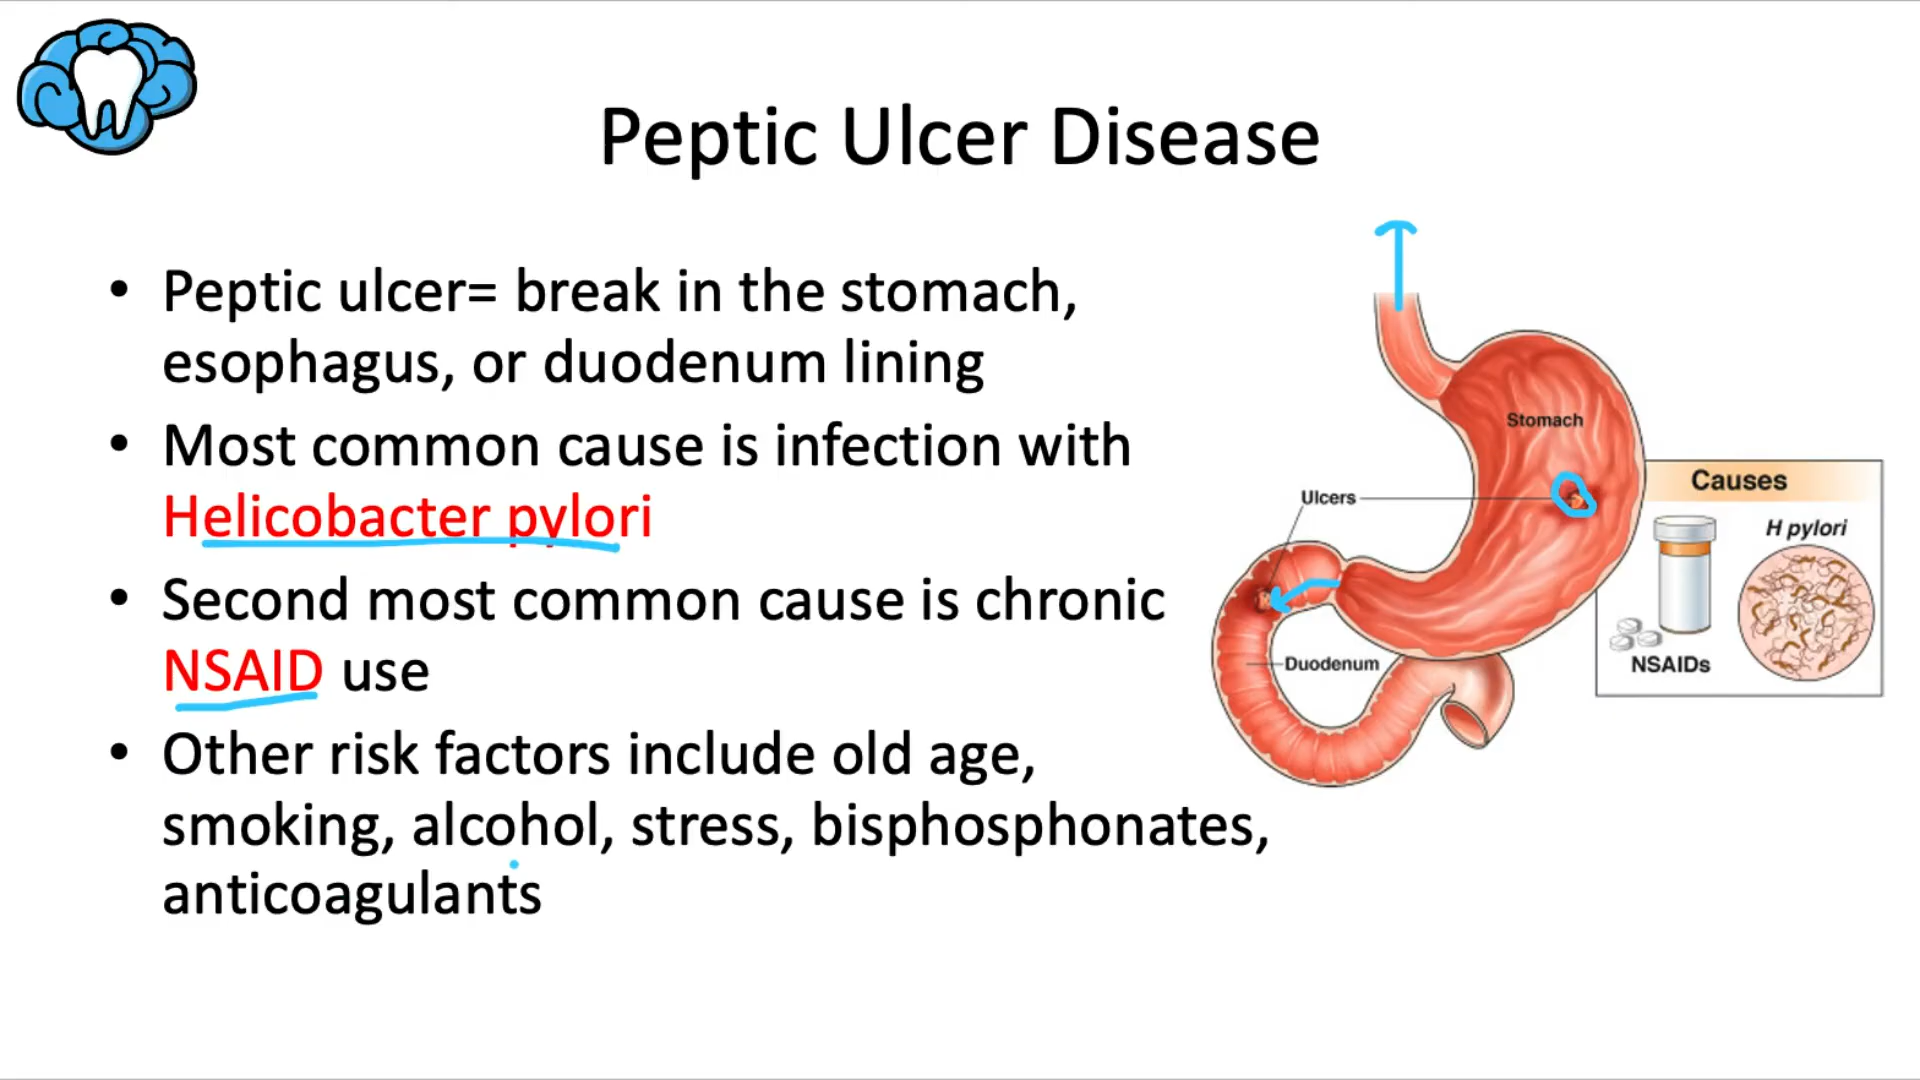 Peptic Ulcer Disease
• Peptic ulcer= break in the stomach,
esophagus, or duodenum lining
• Most common cause is infection with
Helicobacter pylori
• Second most common cause is chronic
NSAID use
• Other risk factors include old age,
smoking, alcohol, stress, bisphosphonates,
anticoagulants
Stomach
Ulcers
Duodenum
Causes
H pylori
NSAIDs